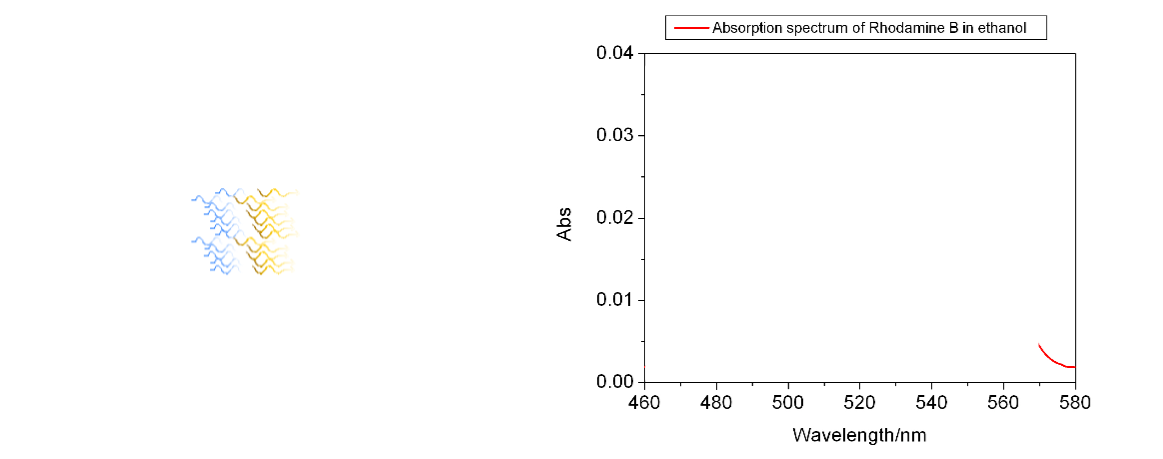 Absorption spectrum of Rhodamine B in ethanol
0.04
0.03
0.02
0.01
0.00
Abs
460 480 500 520 540 560 580
Wavelength/nm